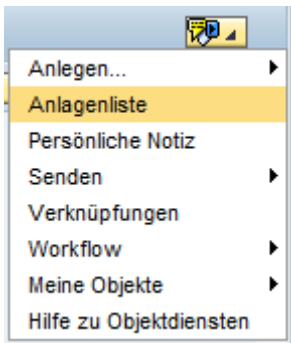 Anlegen...
Anlagenliste
Persönliche Notiz
Senden
Verknüpfungen
Workflow
Meine Objekte
Hilfe zu Objektdiensten